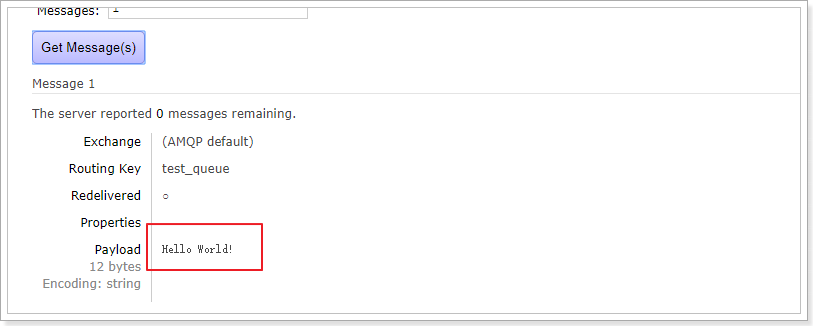 Messages: 1
Get Message(s)
Message 1
The server reported 0 messages remaining.
Exchange (AMQP default)
Routing Key test_queue
Redelivered ○
Properties
Payload Hello World!
12 bytes
Encoding: string